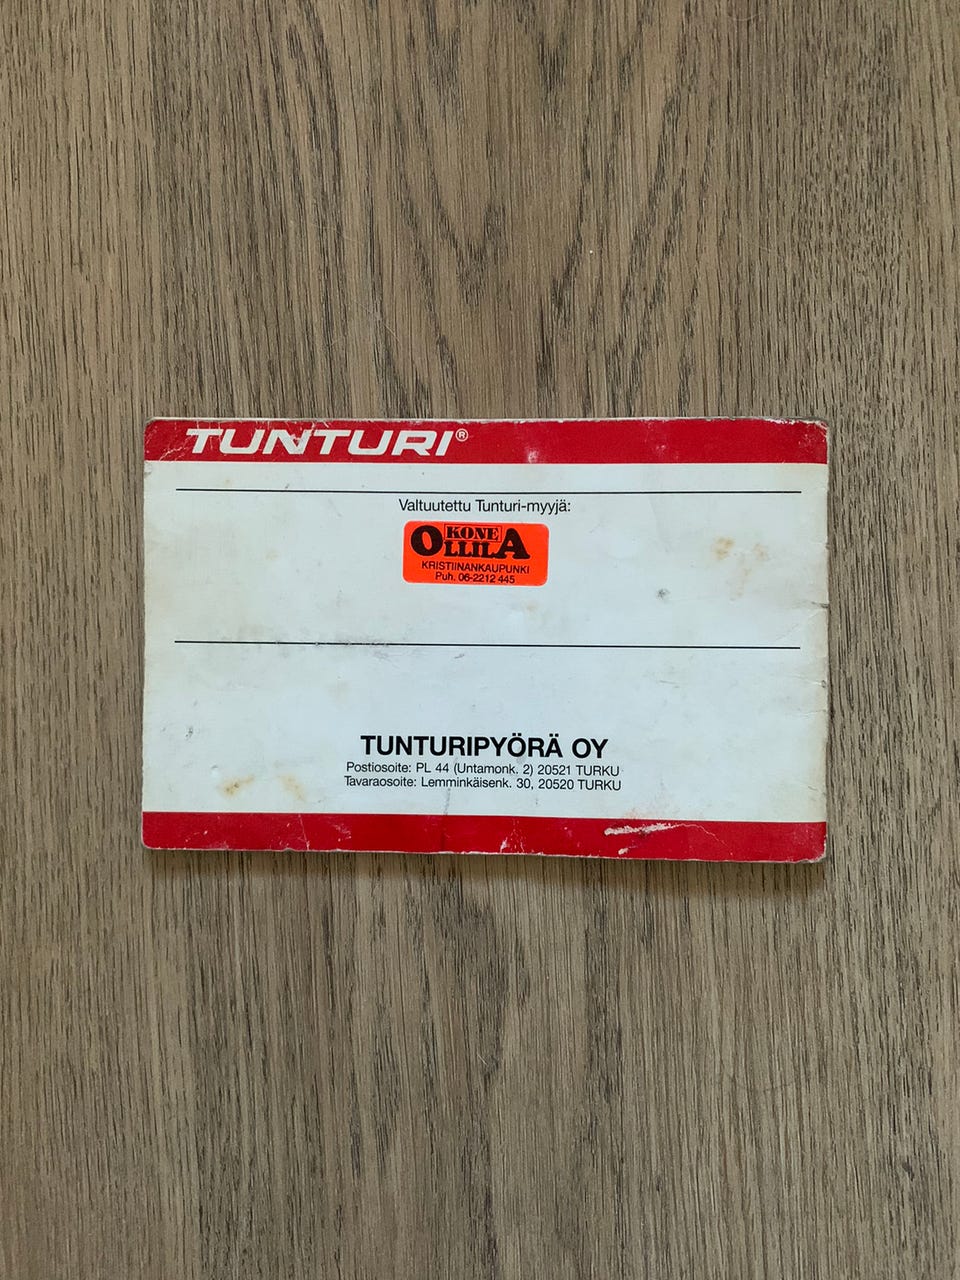 TUNTURI®
Valtuutettu Tunturi-myyjä:
KONE
OLLILA
KRISTIINANKAUPUNKI
Puh. 06-2212 445
TUNTURIPYÖRÄ OY
Postiosoite: PL 44 (Untamonk. 2) 20521 TURKU
Tavaraosoite: Lemminkäisenk. 30, 20520 TURKU